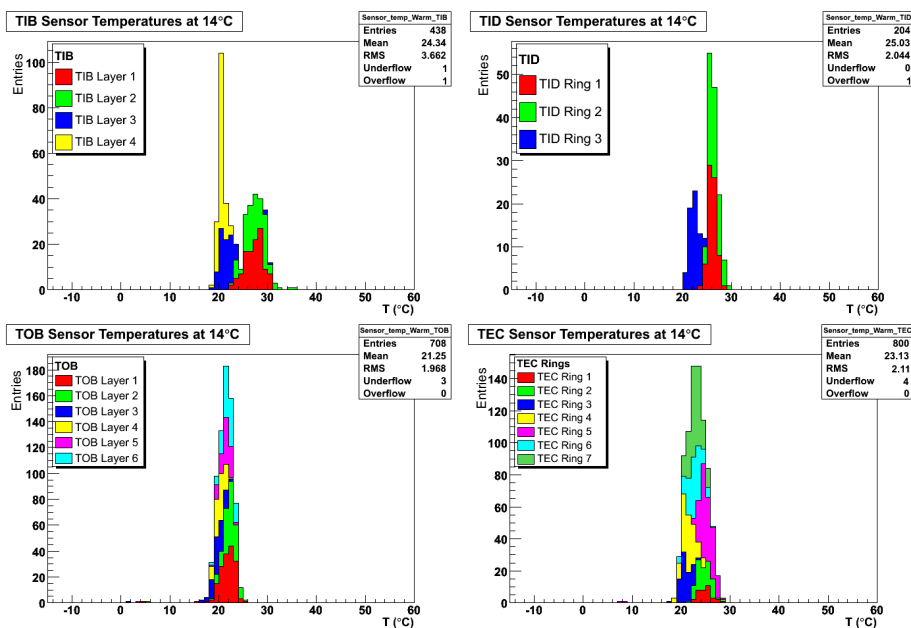 TIB Sensor Temperatures at 14°C
Sensor_temp_Warm_TIB
Entries 438
Mean 24.34
RMS 3.662
Underflow 1
Overflow 1
Entries
100
80
60
40
20
0
TIB
TIB Layer 1
TIB Layer 2
TIB Layer 3
TIB Layer 4
-10 0 10 20 30 40 50 60
T (°C)
TID Sensor Temperatures at 14°C
Sensor_temp_Warm_TID
Entries 204
Mean 25.03
RMS 2.044
Underflow 0
Overflow 1
Entries
50
40
30
20
10
0
TID
TID Ring 1
TID Ring 2
TID Ring 3
-10 0 10 20 30 40 50 60
T (°C)
TOB Sensor Temperatures at 14°C
Sensor_temp_Warm_TOB
Entries 708
Mean 21.25
RMS 1.968
Underflow 3
Overflow 0
Entries
180
160
140
120
100
80
60
40
20
0
TOB
TOB Layer 1
TOB Layer 2
TOB Layer 3
TOB Layer 4
TOB Layer 5
TOB Layer 6
-10 0 10 20 30 40 50 60
T (°C)
TEC Sensor Temperatures at 14°C
Sensor_temp_Warm_TEC
Entries 800
Mean 23.13
RMS 2.11
Underflow 4
Overflow 0
Entries
140
120
100
80
60
40
20
0
TEC Rings
TEC Ring 1
TEC Ring 2
TEC Ring 3
TEC Ring 4
TEC Ring 5
TEC Ring 6
TEC Ring 7
-10 0 10 20 30 40 50 60
T (°C)